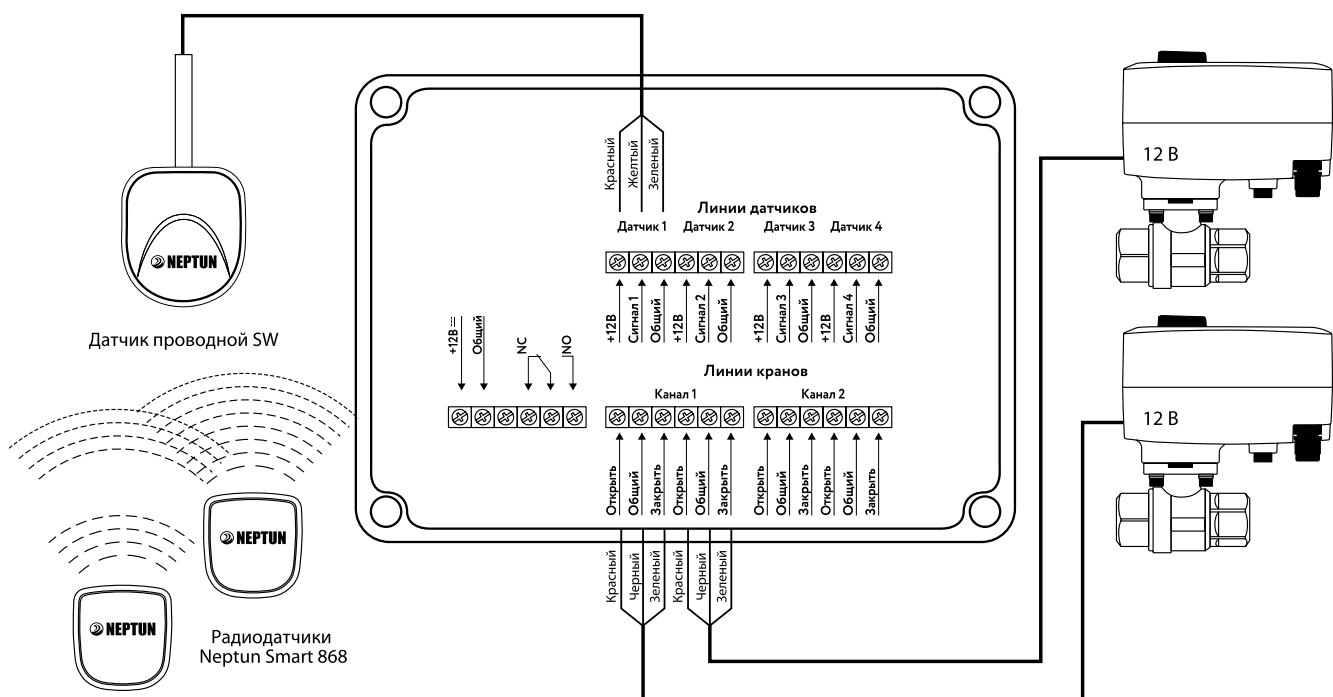 Красный
Желтый
Зеленый
Линии датчиков
Датчик 1 Датчик 2 Датчик 3 Датчик 4
+12В
Сигнал 1
Общий
+12В
Сигнал 2
Общий
+12В
Сигнал 3
Общий
+12В
Сигнал 4
Общий
NEPTUN
Датчик проводной SW
+12В
Общий
NC
NO
Линии кранов
Канал 1 Канал 2
Открыть
Общий
Закрыть
Открыть
Общий
Закрыть
Открыть
Общий
Закрыть
Открыть
Общий
Закрыть
Красный
Черный
Зеленый
Красный
Черный
Зеленый
NEPTUN
NEPTUN
Радиодатчики
Neptun Smart 868
12 В
12 В